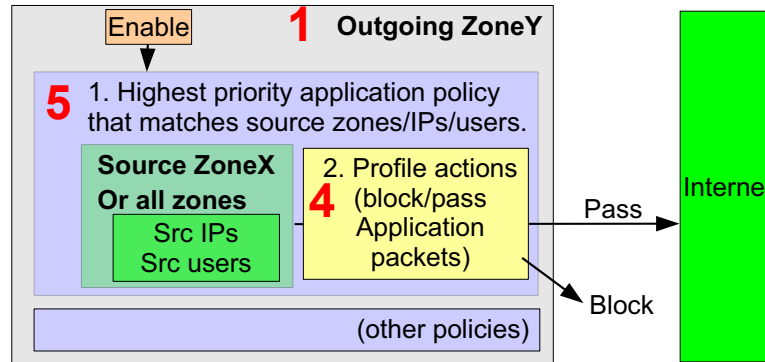 Enable
1 Outgoing ZoneY
5 1. Highest priority application policy
that matches source zones/IPs/users.
Source ZoneX
Or all zones
Src IPs
Src users
4 2. Profile actions
(block/pass
Application
packets)
Pass
Block
Interne
(other policies)